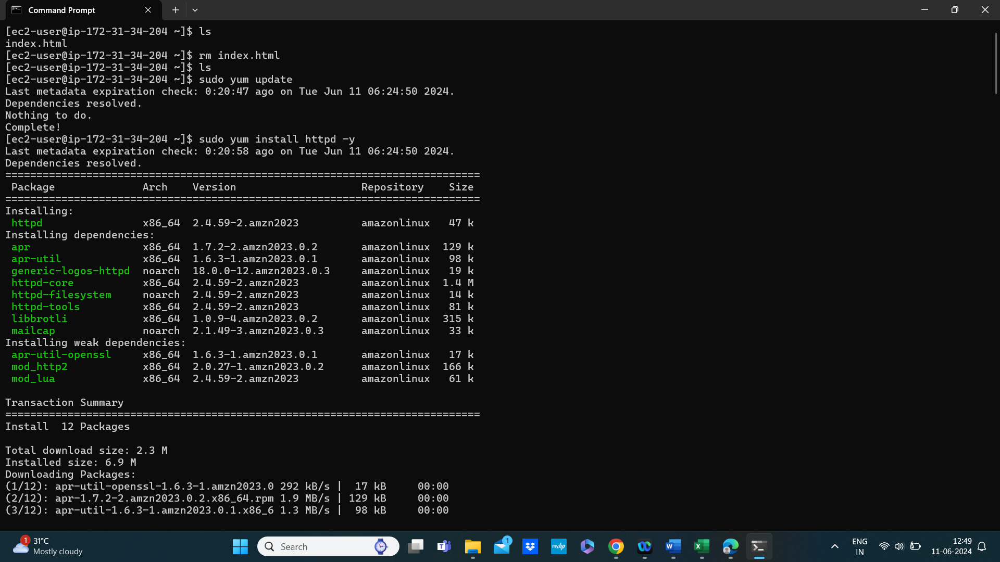 Command Prompt
[ec2-user@ip-172-31-34-204 ~]$ ls
index.html
[ec2-user@ip-172-31-34-204 ~]$ rm index.html
[ec2-user@ip-172-31-34-204 ~]$ ls
[ec2-user@ip-172-31-34-204 ~]$ sudo yum update
Last metadata expiration check: 0:20:47 ago on Tue Jun 11 06:24:50 2024.
Dependencies resolved.
Nothing to do.
Complete!
[ec2-user@ip-172-31-34-204 ~]$ sudo yum install httpd -y
Last metadata expiration check: 0:20:58 ago on Tue Jun 11 06:24:50 2024.
Dependencies resolved.
============================================================================
Package Arch Version Repository Size
============================================================================
Installing:
httpd x86_64 2.4.59-2.amzn2023 amazonlinux 47 k
Installing dependencies:
apr x86_64 1.7.2-2.amzn2023.0.2 amazonlinux 129 k
apr-util x86_64 1.6.3-1.amzn2023.0.1 amazonlinux 98 k
generic-logos-httpd noarch 18.0.0-12.amzn2023.0.3 amazonlinux 19 k
httpd-core x86_64 2.4.59-2.amzn2023 amazonlinux 1.4 M
httpd-filesystem noarch 2.4.59-2.amzn2023 amazonlinux 14 k
httpd-tools x86_64 2.4.59-2.amzn2023 amazonlinux 81 k
libbrotli x86_64 1.0.9-4.amzn2023.0.2 amazonlinux 315 k
mailcap noarch 2.1.49-3.amzn2023.0.3 amazonlinux 33 k
Installing weak dependencies:
apr-util-openssl x86_64 1.6.3-1.amzn2023.0.1 amazonlinux 17 k
mod_http2 x86_64 2.0.27-1.amzn2023.0.2 amazonlinux 166 k
mod_lua x86_64 2.4.59-2.amzn2023 amazonlinux 61 k
Transaction Summary
============================================================================
Install 12 Packages
Total download size: 2.3 M
Installed size: 6.9 M
Downloading Packages:
(1/12): apr-util-openssl-1.6.3-1.amzn2023.0 292 kB/s | 17 kB 00:00
(2/12): apr-1.7.2-2.amzn2023.0.2.x86_64.rpm 1.9 MB/s | 129 kB 00:00
(3/12): apr-util-1.6.3-1.amzn2023.0.1.x86_6 1.3 MB/s | 98 kB 00:00
1
31°C
Mostly cloudy
Search
T
1
myhp
W
X
ENG
IN
12:49
11-06-2024